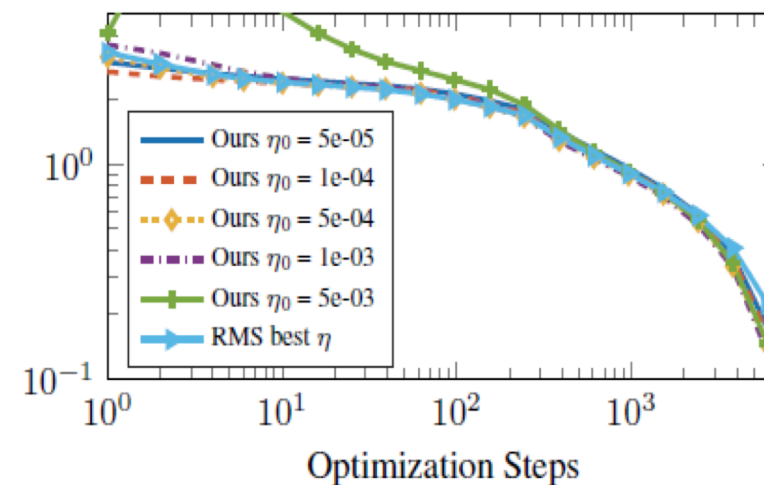 10^0
Ours η₀ = 5e-05
Ours η₀ = 1e-04
Ours η₀ = 5e-04
Ours η₀ = 1e-03
Ours η₀ = 5e-03
RMS best η
10^-1
10^0 10^1 10^2 10^3
Optimization Steps